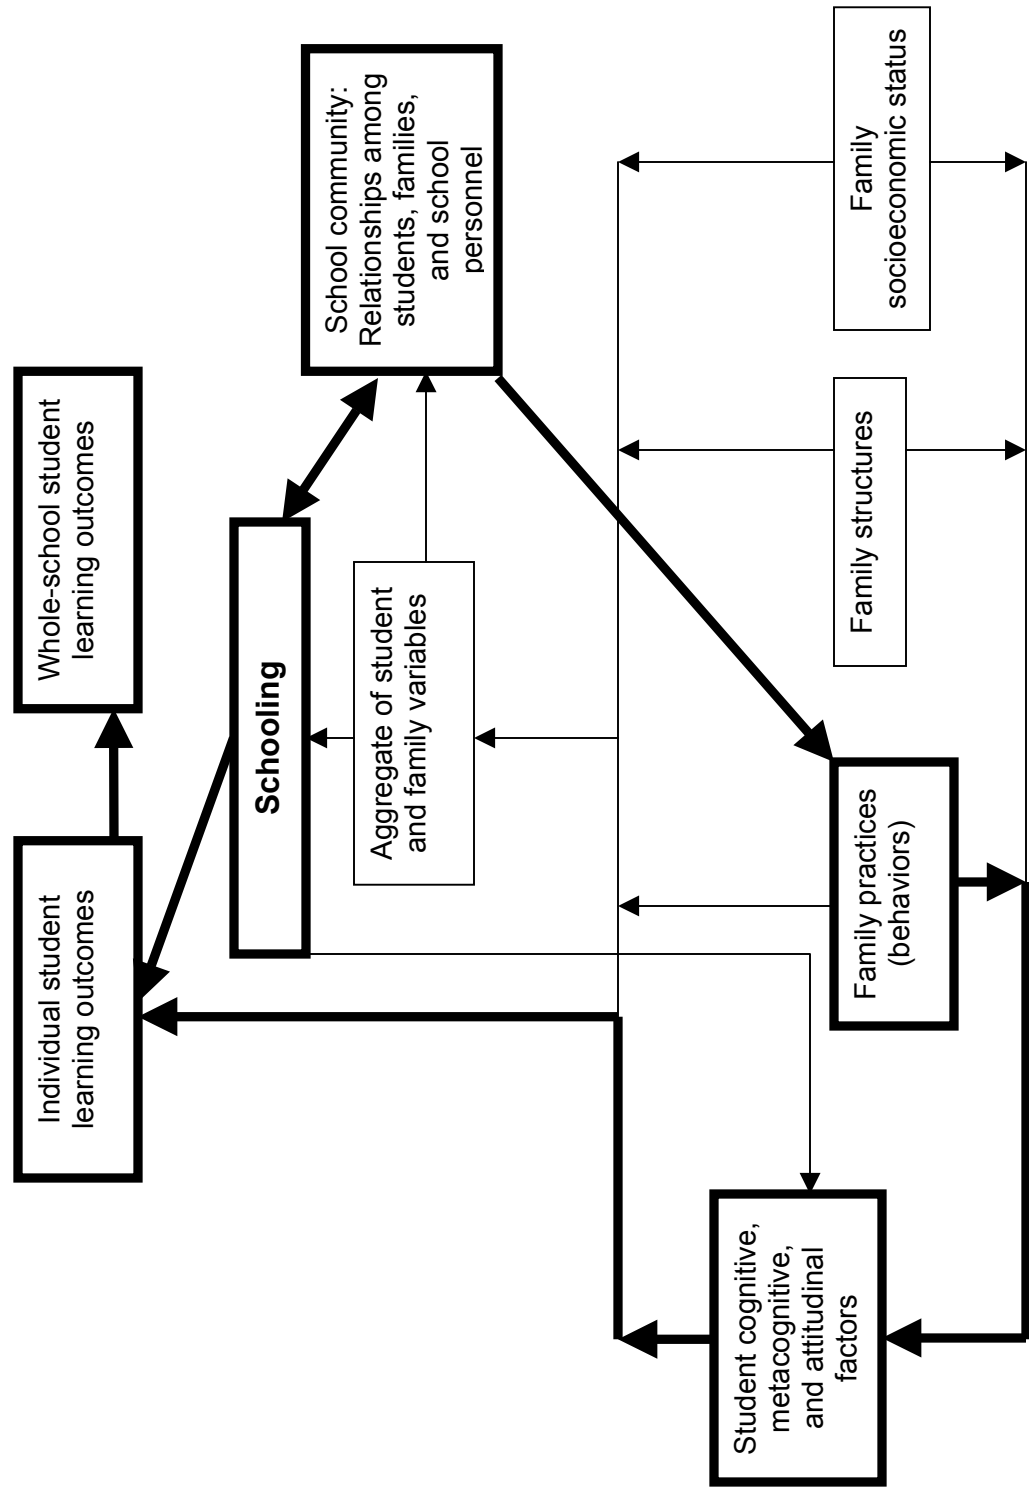 Individual student
learning outcomes
Whole-school student
learning outcomes
Schooling
School community:
Relationships among
students, families,
and school
personnel
Aggregate of student
and family variables
Student cognitive,
metacognitive,
and attitudinal
factors
Family practices
(behaviors)
Family structures
Family
socioeconomic status